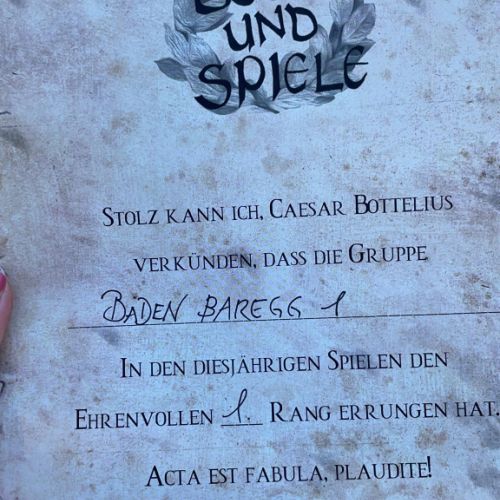 UND
SPIELE
STOLZ KANN ICH, CAESAR BOTTELIUS
VERKÜNDEN, DASS DIE GRUPPE
BADEN BAREGG 1
IN DEN DIESJÄHRIGEN SPIELEN DEN
EHRENVOLLEN 1. RANG ERRUNGEN HAT.
ACTA EST FABULA, PLAUDITE!